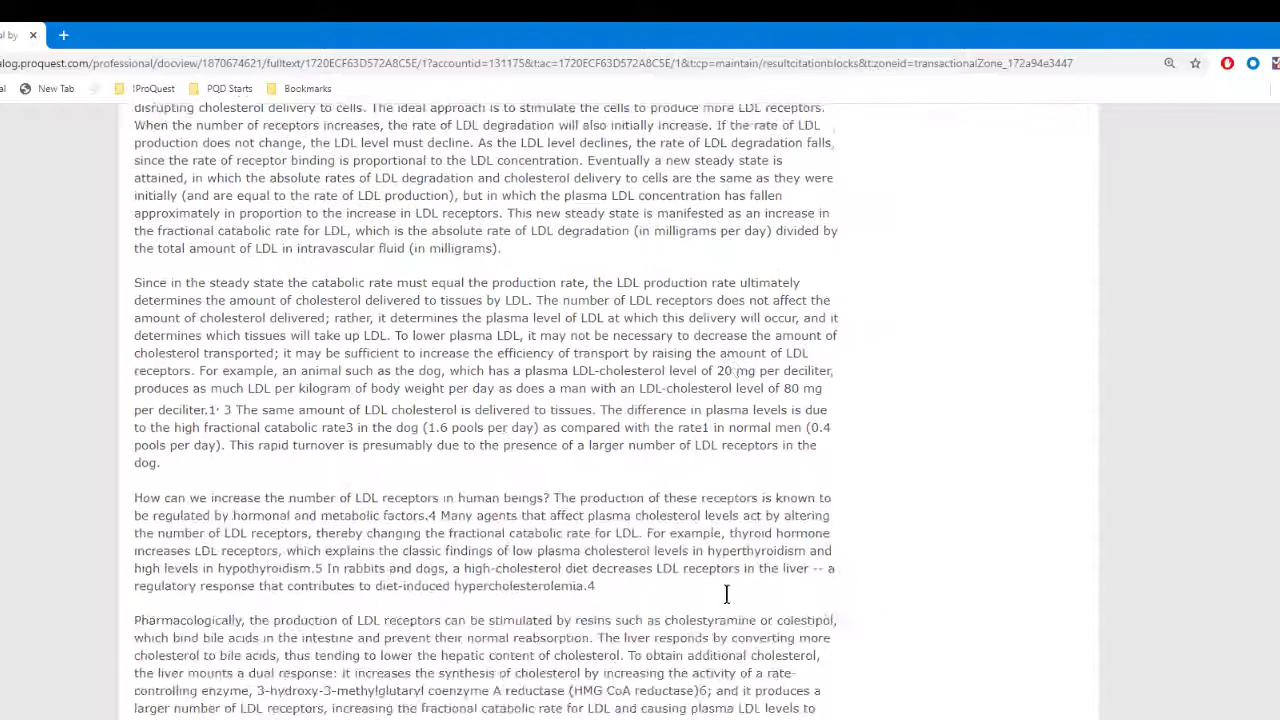 al by
alog.proquest.com/professional/docview/1870674621/fulltext/1720ECF63D572A8C5E/1?accountid=131175&t:ac=1720ECF63D572A8C5E/1&t:cp=maintain/resultcitationblocks&t:zoneid=transactionalZone_172a94e3447
al New Tab !ProQuest PQD Starts Bookmarks
disrupting cholesterol delivery to cells. The ideal approach is to stimulate the cells to produce more LDL receptors.
When the number of receptors increases, the rate of LDL degradation will also initially increase. If the rate of LDL
production does not change, the LDL level must decline. As the LDL level declines, the rate of LDL degradation falls,
since the rate of receptor binding is proportional to the LDL concentration. Eventually a new steady state is
attained, in which the absolute rates of LDL degradation and cholesterol delivery to cells are the same as they were
initially (and are equal to the rate of LDL production), but in which the plasma LDL concentration has fallen
approximately in proportion to the increase in LDL receptors. This new steady state is manifested as an increase in
the fractional catabolic rate for LDL, which is the absolute rate of LDL degradation (in milligrams per day) divided by
the total amount of LDL in intravascular fluid (in milligrams).
Since in the steady state the catabolic rate must equal the production rate, the LDL production rate ultimately
determines the amount of cholesterol delivered to tissues by LDL. The number of LDL receptors does not affect the
amount of cholesterol delivered; rather, it determines the plasma level of LDL at which this delivery will occur, and it
determines which tissues will take up LDL. To lower plasma LDL, it may not be necessary to decrease the amount of
cholesterol transported; it may be sufficient to increase the efficiency of transport by raising the amount of LDL
receptors. For example, an animal such as the dog, which has a plasma LDL-cholesterol level of 20 mg per deciliter,
produces as much LDL per kilogram of body weight per day as does a man with an LDL-cholesterol level of 80 mg
per deciliter.1, 3 The same amount of LDL cholesterol is delivered to tissues. The difference in plasma levels is due
to the high fractional catabolic rate3 in the dog (1.6 pools per day) as compared with the rate1 in normal men (0.4
pools per day). This rapid turnover is presumably due to the presence of a larger number of LDL receptors in the
dog.
How can we increase the number of LDL receptors in human beings? The production of these receptors is known to
be regulated by hormonal and metabolic factors.4 Many agents that affect plasma cholesterol levels act by altering
the number of LDL receptors, thereby changing the fractional catabolic rate for LDL. For example, thyroid hormone
increases LDL receptors, which explains the classic findings of low plasma cholesterol levels in hyperthyroidism and
high levels in hypothyroidism.5 In rabbits and dogs, a high-cholesterol diet decreases LDL receptors in the liver -- a
regulatory response that contributes to diet-induced hypercholesterolemia.4
Pharmacologically, the production of LDL receptors can be stimulated by resins such as cholestyramine or colestipol,
which bind bile acids in the intestine and prevent their normal reabsorption. The liver responds by converting more
cholesterol to bile acids, thus tending to lower the hepatic content of cholesterol. To obtain additional cholesterol,
the liver mounts a dual response: it increases the synthesis of cholesterol by increasing the activity of a rate-
controlling enzyme, 3-hydroxy-3-methylglutaryl coenzyme A reductase (HMG CoA reductase)6; and it produces a
larger number of LDL receptors, increasing the fractional catabolic rate for LDL and causing plasma LDL levels to